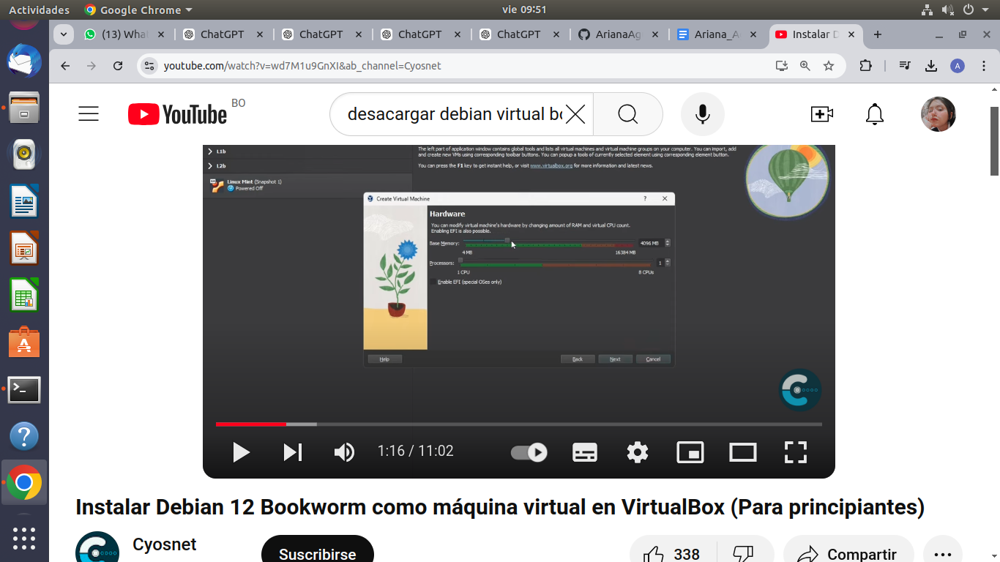 Actividades Google Chrome vie 09:51
(13) Wha ChatGPT ChatGPT ChatGPT ChatGPT ArianaAg Ariana_A Instalar D
youtube.com/watch?v=wd7M1u9GnXI&ab_channel=Cyosnet A
YouTube BO desacargar debian virtual bo
L1b
L2b
Linux Mint (Snapshot 1)
Powered Off
The left part of application window contains global tools and lists all virtual machines and virtual machine groups on your computer. You can import, add
and create new VMs using corresponding toolbar buttons. You can popup a tools of currently selected element using corresponding element button.
You can press the F1 key to get instant help, or visit www.virtualbox.org for more information and latest news.
Create Virtual Machine ?
Hardware
You can modify virtual machine's hardware by changing amount of RAM and virtual CPU count.
Enabling EFI is also possible.
Base Memory: 4096 MB
4 MB 16384 MB
Processors: 1
1 CPU 8 CPUs
Enable EFI (special OSes only)
Help Back Next Cancel
1:16 / 11:02
Instalar Debian 12 Bookworm como máquina virtual en VirtualBox (Para principiantes)
Cyosnet
Suscribirse 338 Compartir